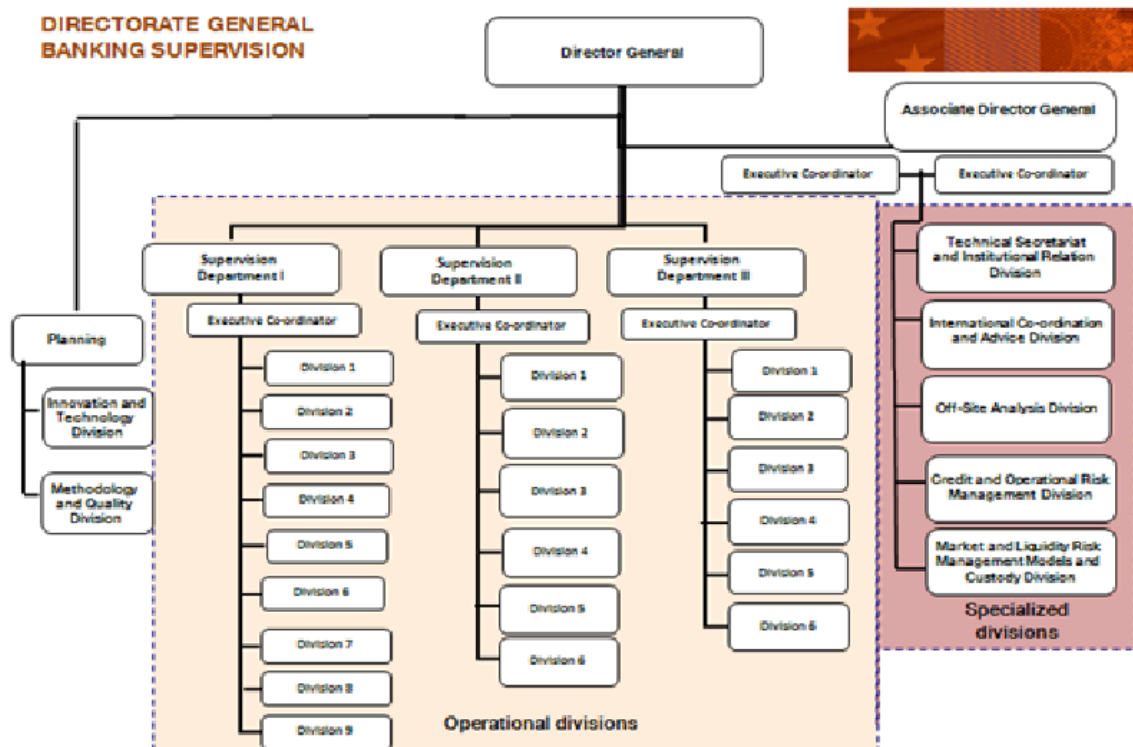 DIRECTORATE GENERAL
BANKING SUPERVISION
Director General
Associate Director General
Executive Co-ordinator
Executive Co-ordinator
Planning
Innovation and
Technology
Division
Methodology
and Quality
Division
Supervision
Department I
Executive Co-ordinator
Division 1
Division 2
Division 3
Division 4
Division 5
Division 6
Division 7
Division 8
Division 9
Supervision
Department II
Executive Co-ordinator
Division 1
Division 2
Division 3
Division 4
Division 5
Division 6
Supervision
Department III
Executive Co-ordinator
Division 1
Division 2
Division 3
Division 4
Division 5
Division 6
Operational divisions
Technical Secretariat
and Institutional Relation
Division
International Co-ordination
and Advice Division
Off-Site Analysis Division
Credit and Operational Risk
Management Division
Market and Liquidity Risk
Management Models and
Custody Division
Specialized
divisions